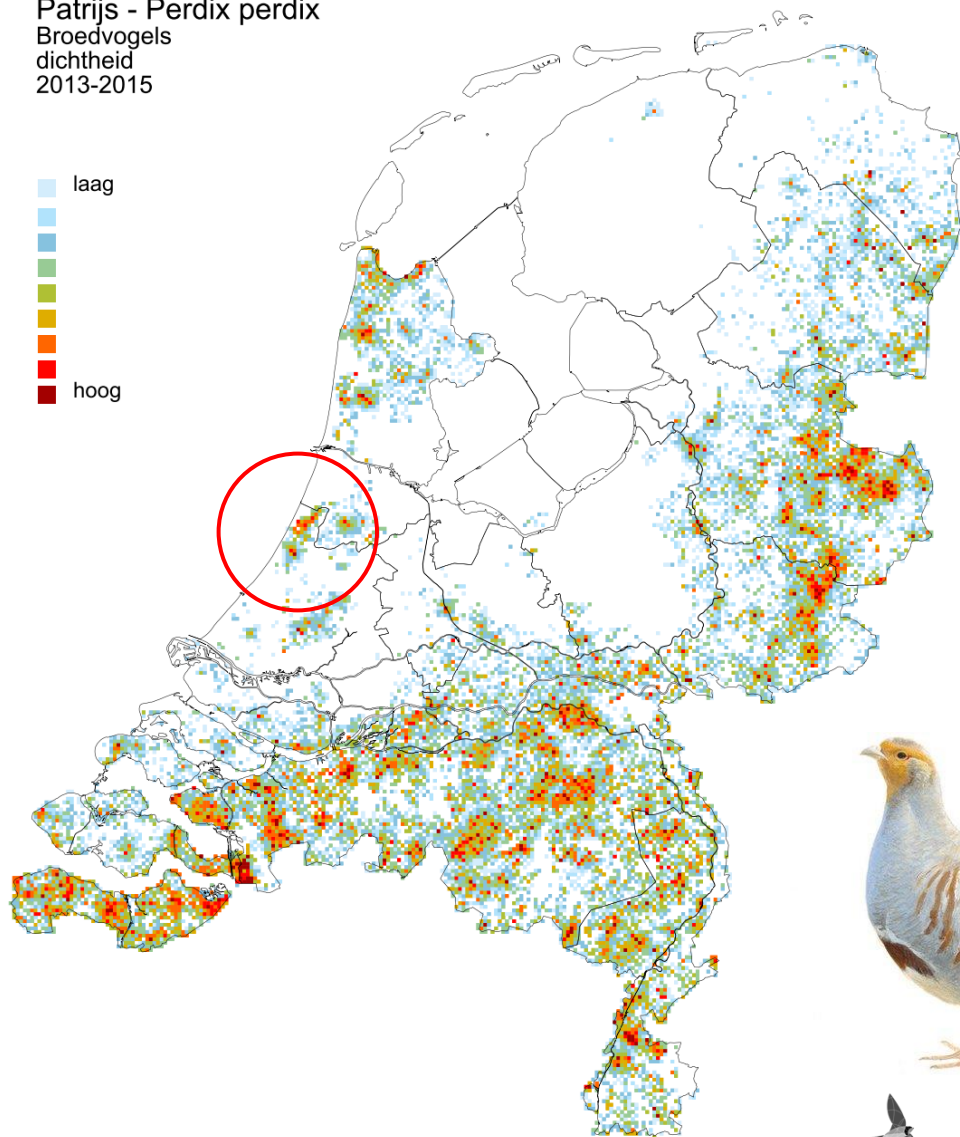 Patrijs - Perdix perdix
Broedvogels
dichtheid
2013-2015
laag
hoog